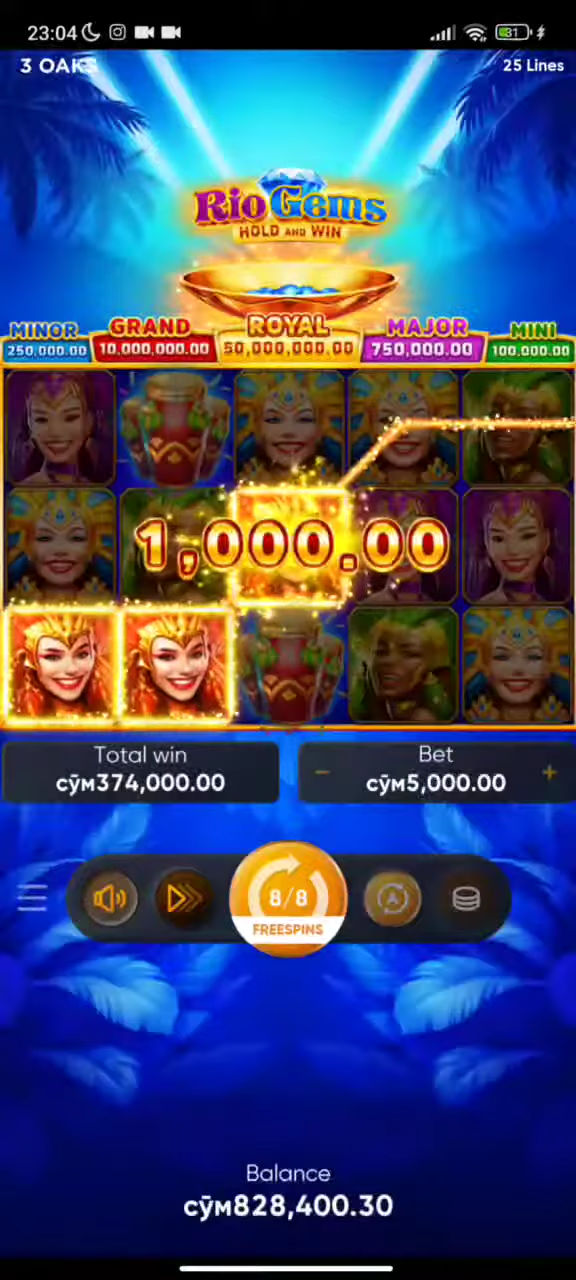 23:04
31
3 OAKS
25 Lines
Rio Gems
HOLD AND WIN
MINOR
250,000.00
GRAND
10,000,000.00
ROYAL
50,000,000.00
MAJOR
750,000.00
MINI
100,000.00
1,000.00
Total win
сўм374,000.00
Bet
сўм5,000.00
8/8
FREESPINS
A
Balance
сўм828,400.30